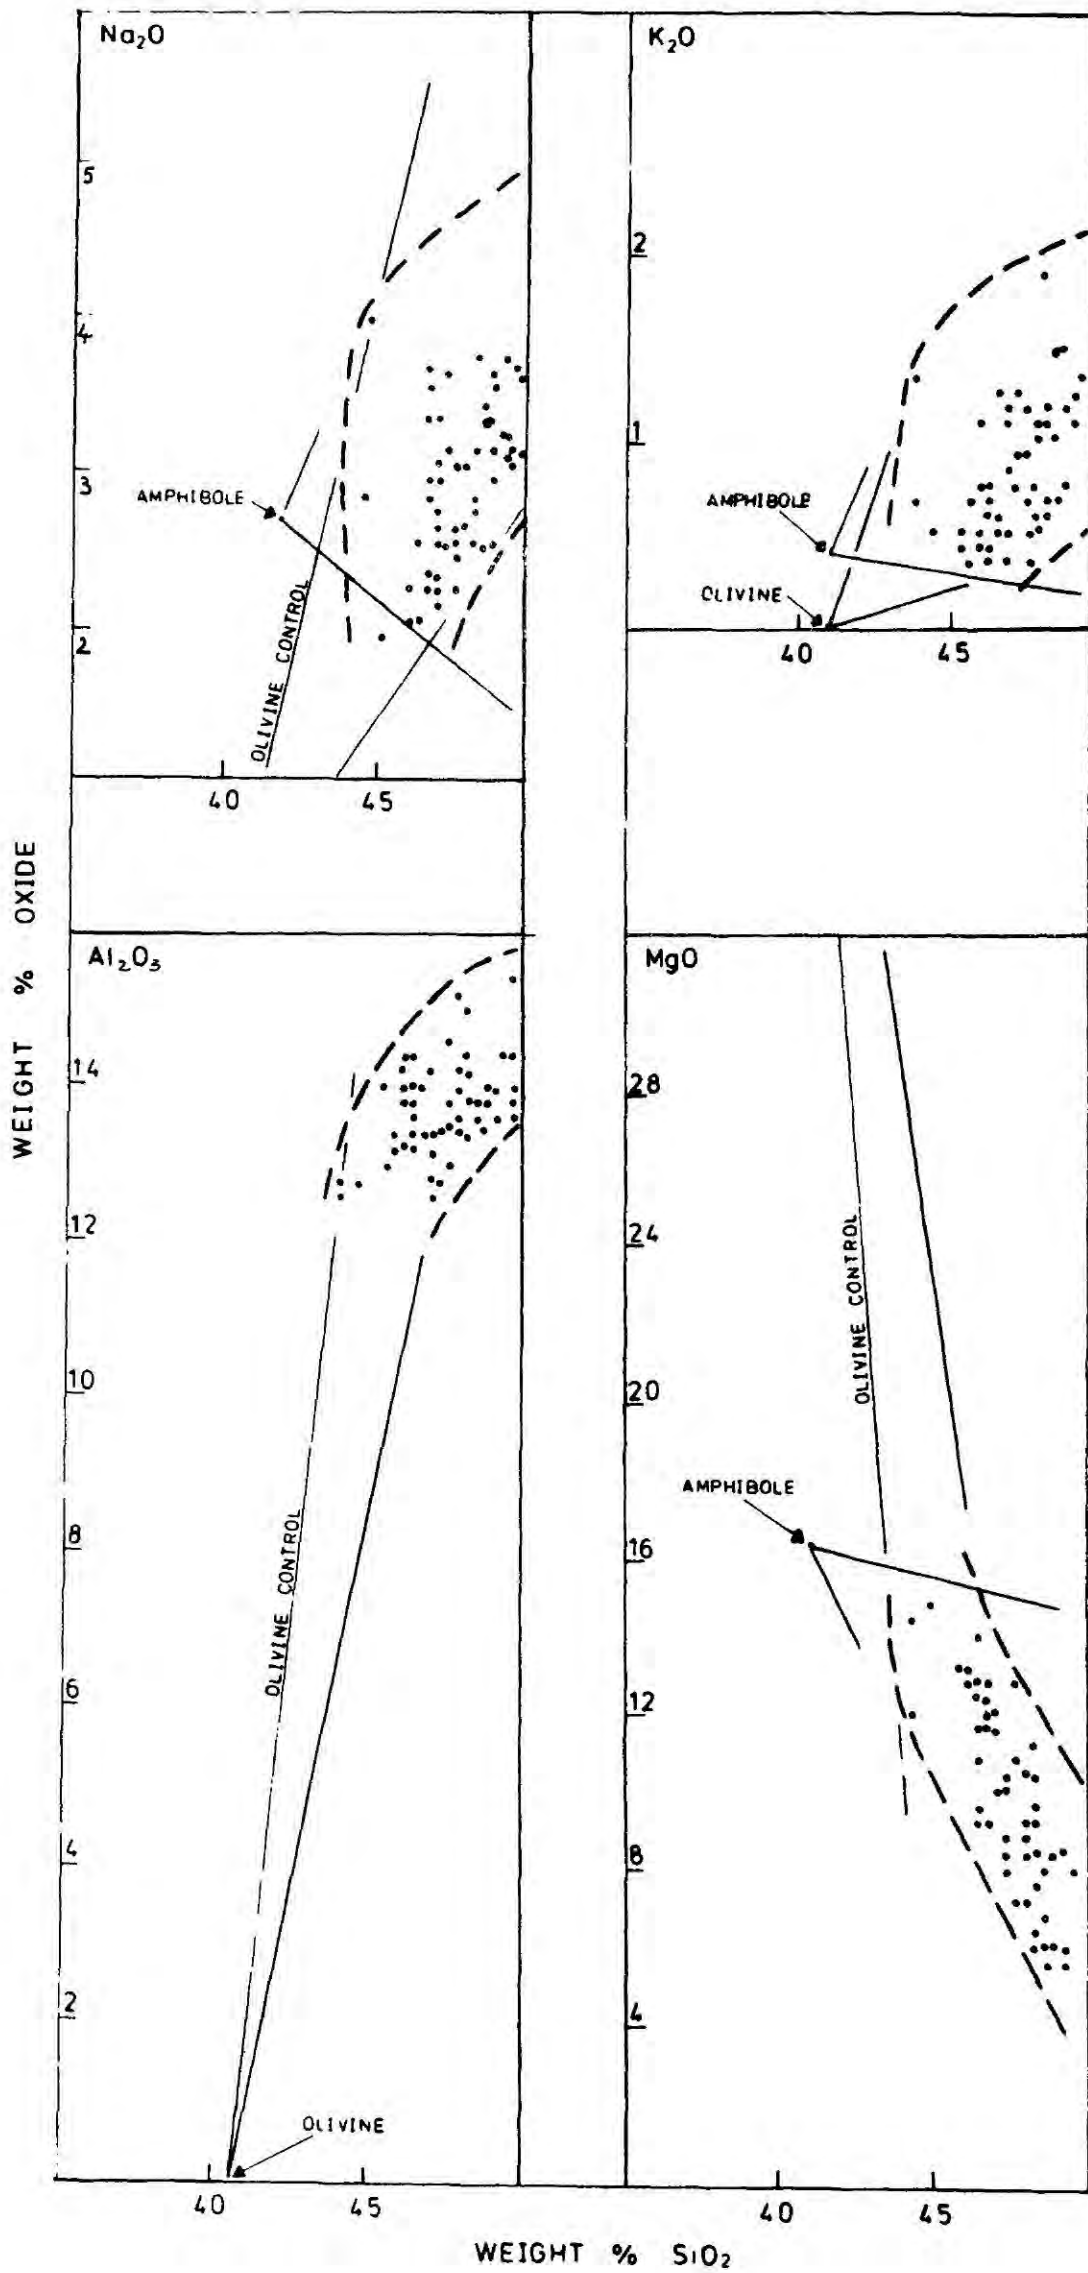 Na₂O
5
4
3
2
AMPHIBOLE
OLIVINE CONTROL
40 45
K₂O
2
1
AMPHIBOLE
OLIVINE
40 45
WEIGHT % OXIDE
Al₂O₃
14
12
10
8
6
4
2
OLIVINE CONTROL
OLIVINE
40 45
MgO
28
24
20
16
12
8
4
OLIVINE CONTROL
AMPHIBOLE
40 45
WEIGHT % SiO₂